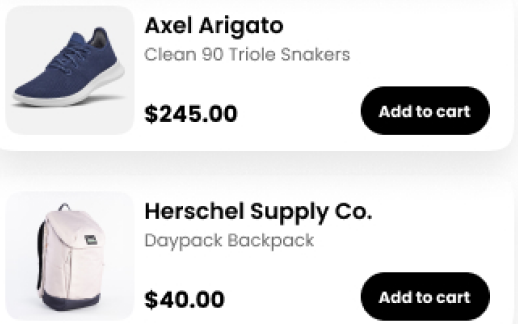 Axel Arigato
Clean 90 Triole Snakers
$245.00
Add to cart
Herschel Supply Co.
Daypack Backpack
$40.00
Add to cart